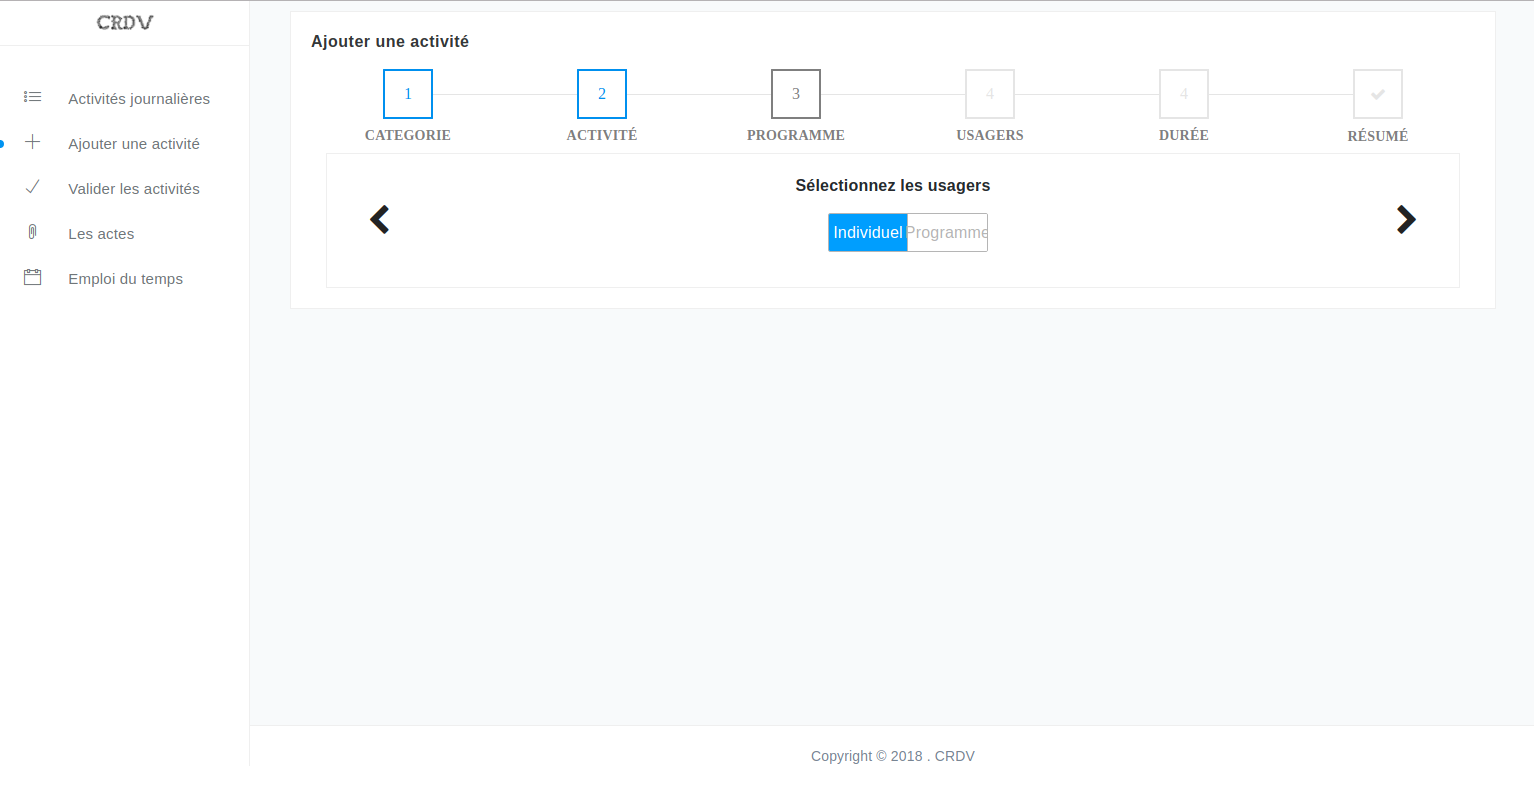 CRDV
Activités journalières
Ajouter une activité
Valider les activités
Les actes
Emploi du temps
Ajouter une activité
1 2 3 4 4
CATEGORIE ACTIVITÉ PROGRAMME USAGERS DURÉE RÉSUMÉ
Sélectionnez les usagers
Individuel Programme
Copyright © 2018 . CRDV